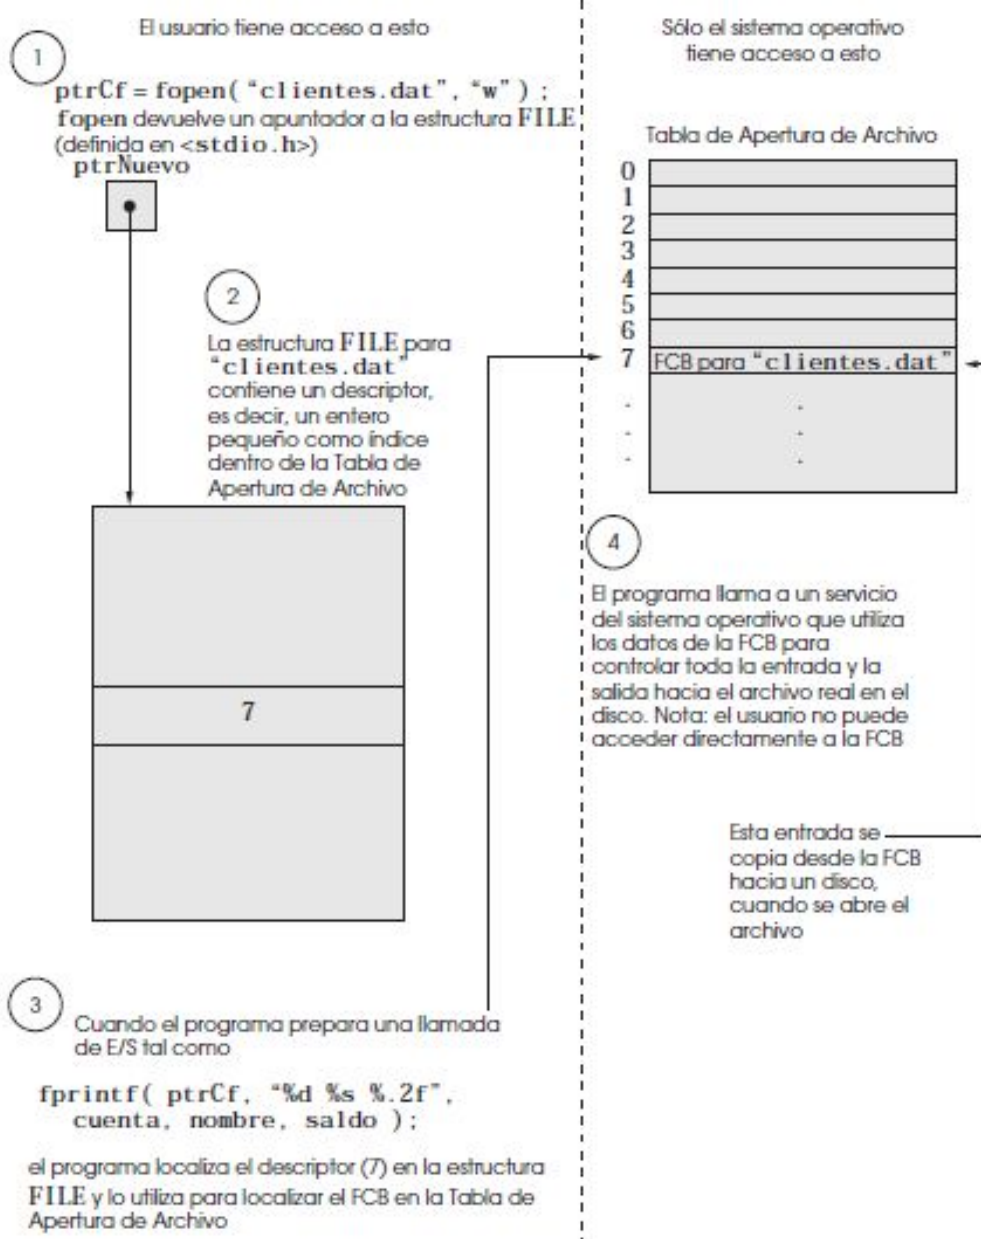 El usuario tiene acceso a esto
1
ptrCf = fopen( “clientes.dat”, “w” ) ;
fopen devuelve un apuntador a la estructura FILE
(definida en <stdio.h>)
ptrNuevo
2
La estructura FILE para
“clientes.dat”
contiene un descriptor,
es decir, un entero
pequeño como índice
dentro de la Tabla de
Apertura de Archivo
7
3
Cuando el programa prepara una llamada
de E/S tal como
fprintf( ptrCf, “%d %s %.2f”,
cuenta, nombre, saldo );
el programa localiza el descriptor (7) en la estructura
FILE y lo utiliza para localizar el FCB en la Tabla de
Apertura de Archivo
Sólo el sistema operativo
tiene acceso a esto
Tabla de Apertura de Archivo
0
1
2
3
4
5
6
7 FCB para “clientes.dat”
. .
. .
. .
4
El programa llama a un servicio
del sistema operativo que utiliza
los datos de la FCB para
controlar toda la entrada y la
salida hacia el archivo real en el
disco. Nota: el usuario no puede
acceder directamente a la FCB
Esta entrada se
copia desde la FCB
hacia un disco,
cuando se abre el
archivo